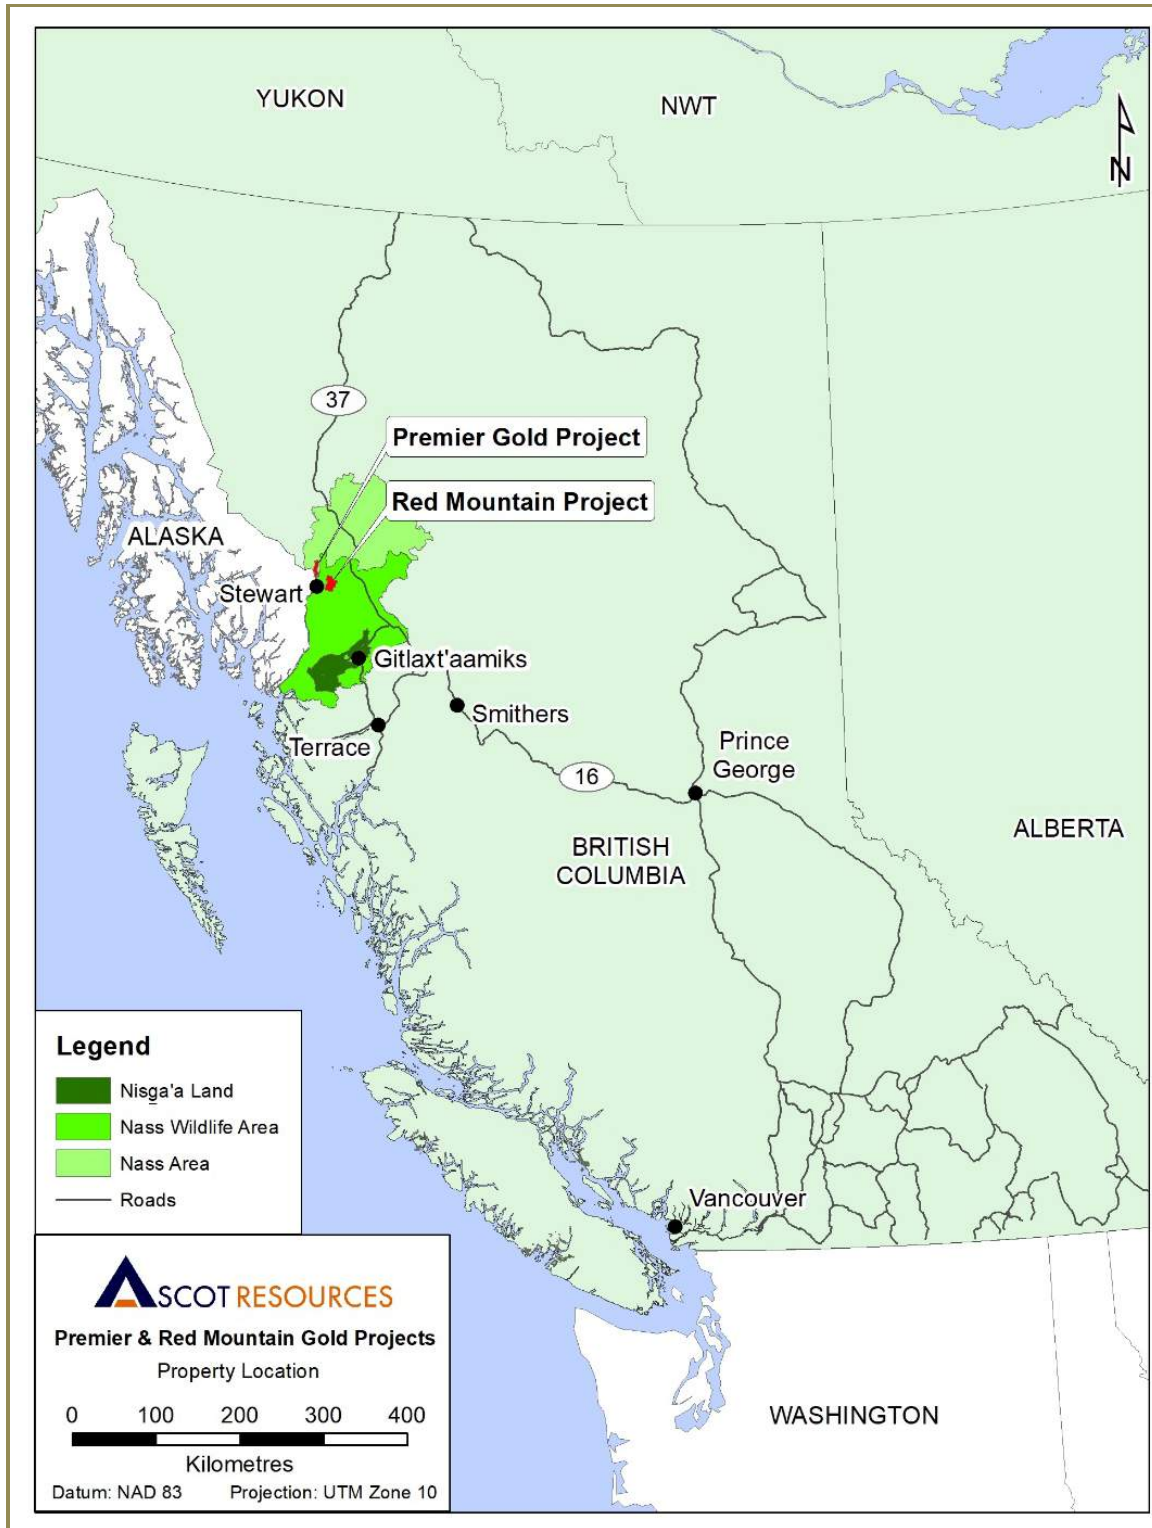 YUKON
NWT
N
37
Premier Gold Project
Red Mountain Project
ALASKA
Stewart
Gitlaxt'aamiks
Smithers
Terrace
Prince
George
16
BRITISH
COLUMBIA
ALBERTA
Legend
Nisg̲a'a Land
Nass Wildlife Area
Nass Area
Roads
Vancouver
ASCOT RESOURCES
Premier & Red Mountain Gold Projects
Property Location
0 100 200 300 400
Kilometres
Datum: NAD 83 Projection: UTM Zone 10
WASHINGTON